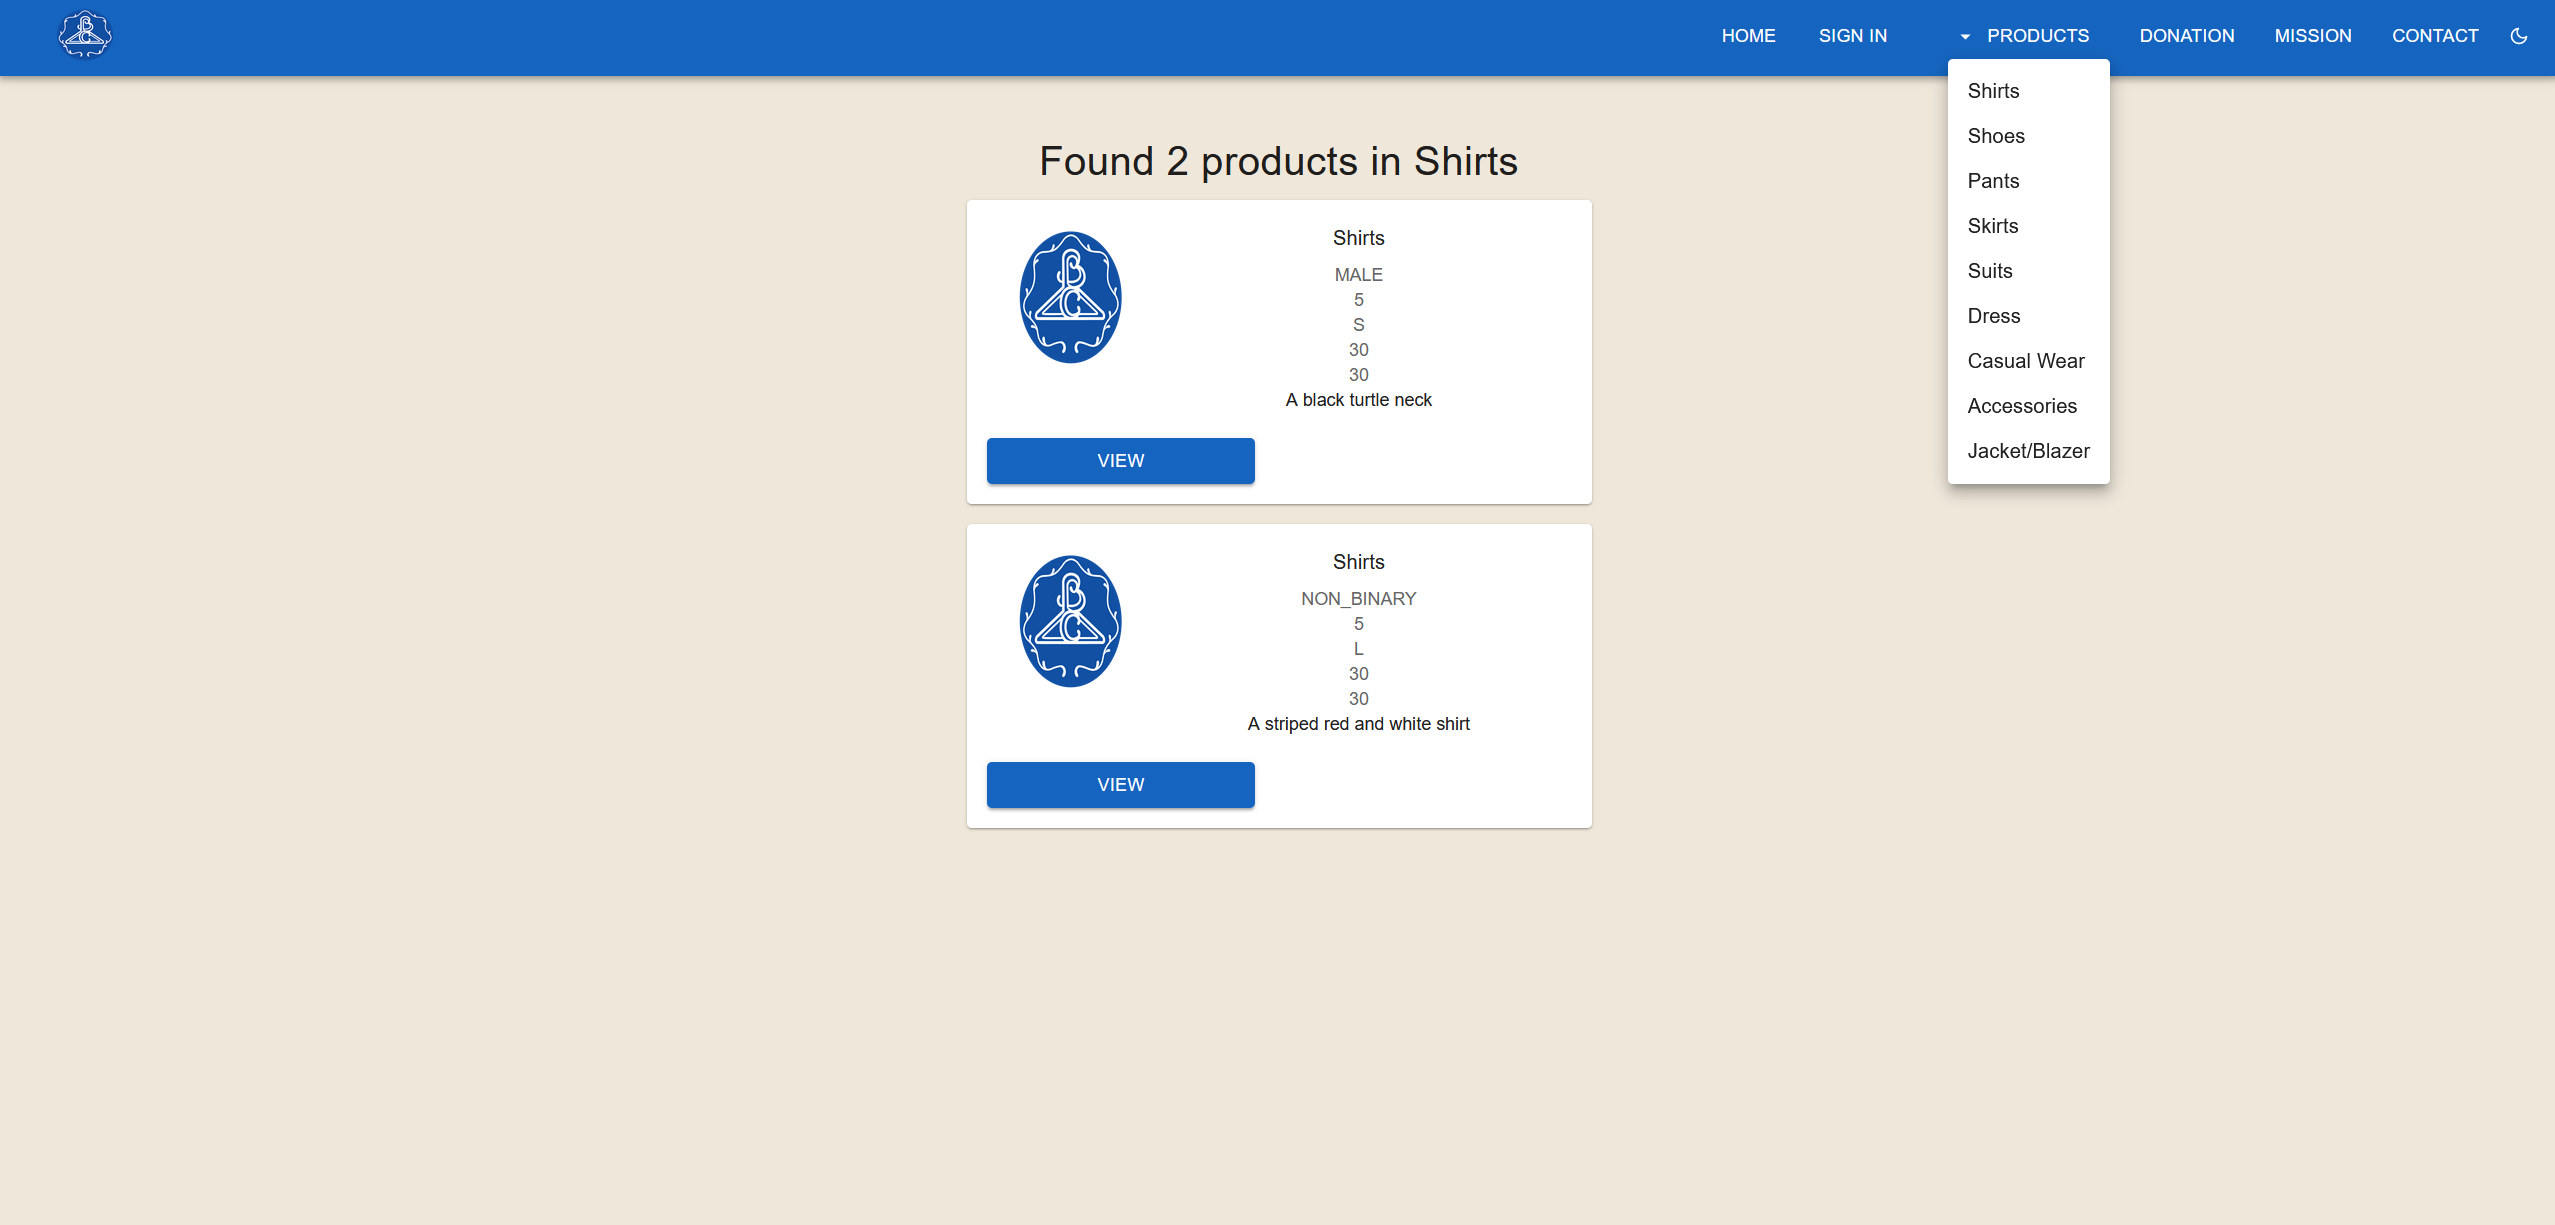 HOME SIGN IN PRODUCTS DONATION MISSION CONTACT
Shirts
Shoes
Pants
Skirts
Suits
Dress
Casual Wear
Accessories
Jacket/Blazer
Found 2 products in Shirts
B
C
Shirts
MALE
5
S
30
30
A black turtle neck
VIEW
B
C
Shirts
NON_BINARY
5
L
30
30
A striped red and white shirt
VIEW